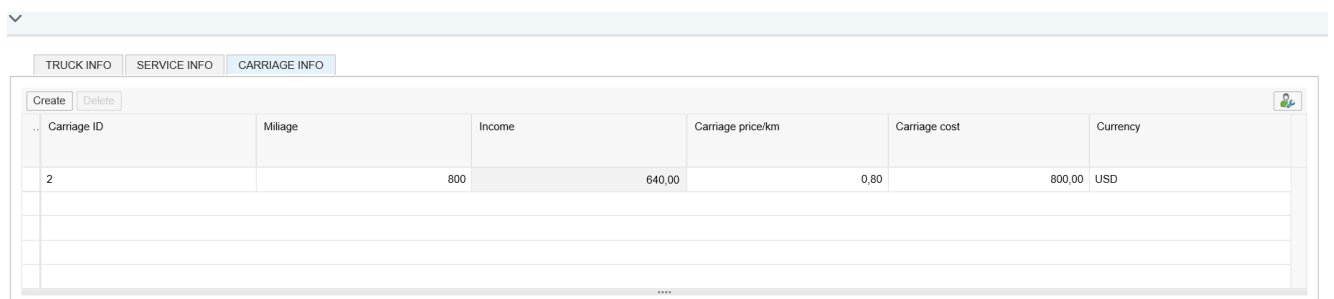 TRUCK INFO SERVICE INFO CARRIAGE INFO
Create Delete
.. Carriage ID Miliage Income Carriage price/km Carriage cost Currency
2 800 640,00 0,80 800,00 USD